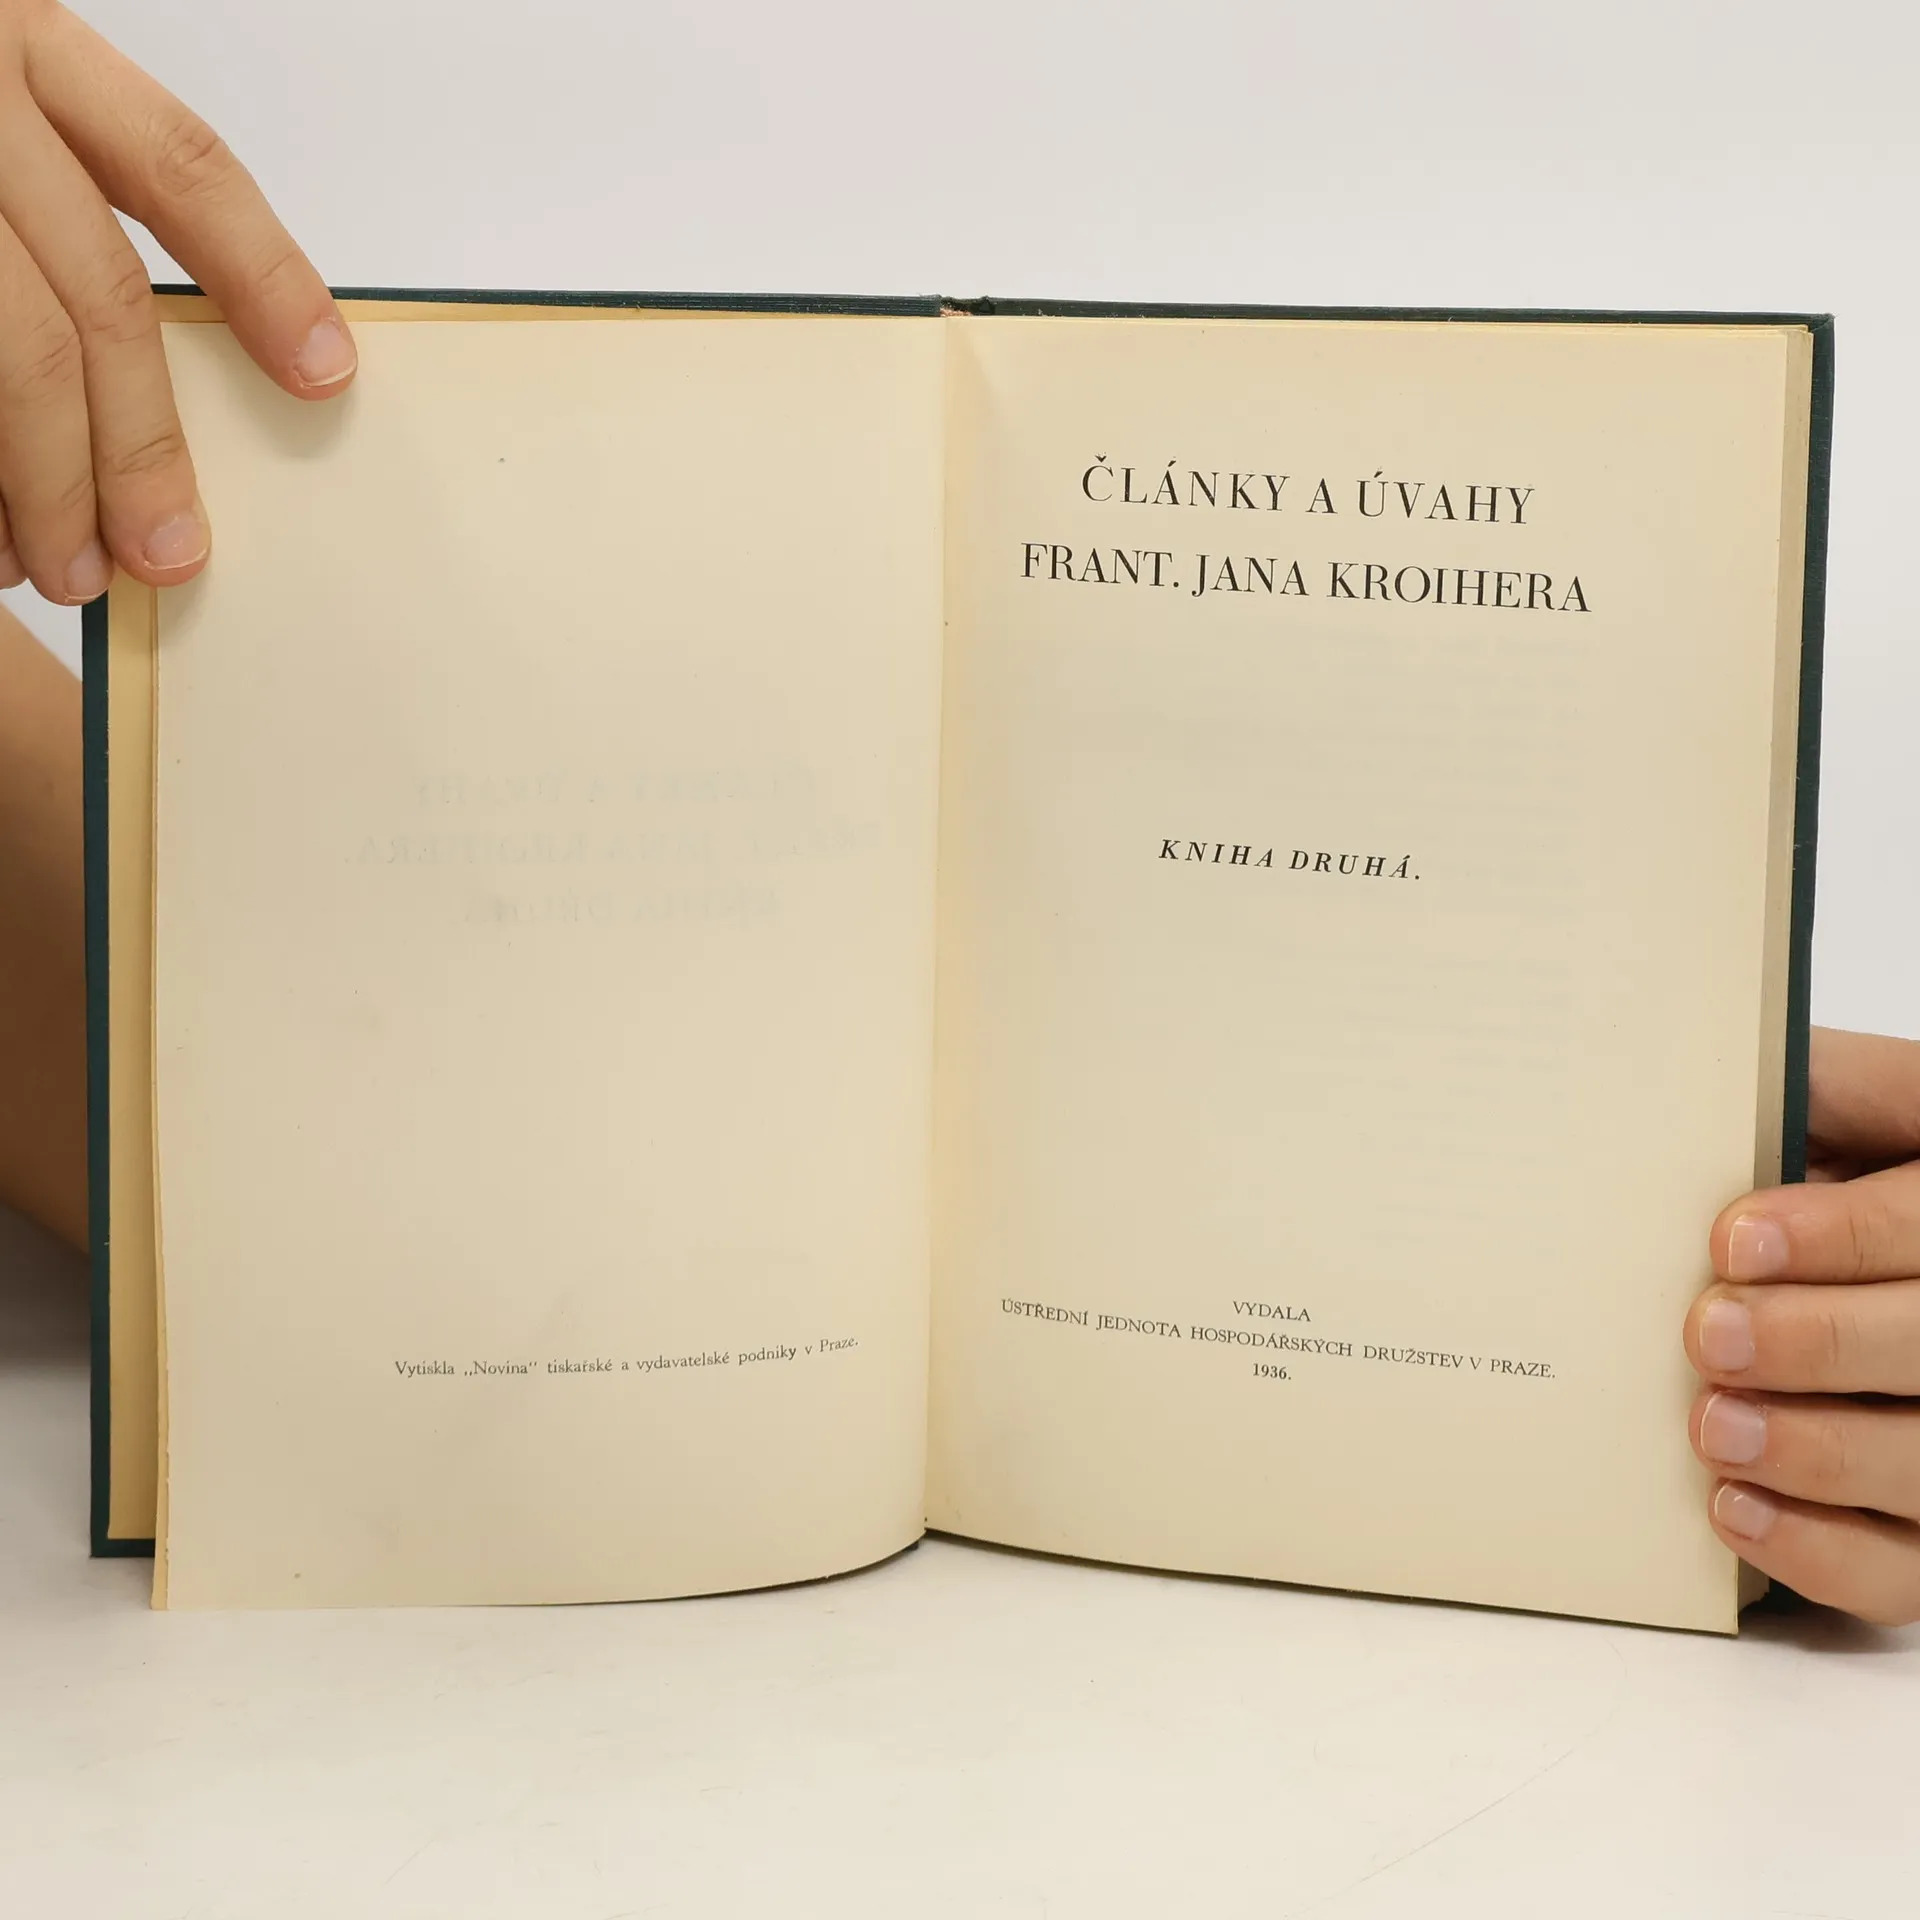 Vytiskla „Novina“ tiskařské a vydavatelské podniky v Praze.
ČLÁNKY A ÚVAHY
FRANT. JANA KROIHERA
KNIHA DRUHÁ.
VYDALA
ÚSTŘEDNÍ JEDNOTA HOSPODÁŘSKÝCH DRUŽSTEV V PRAZE.
1936.